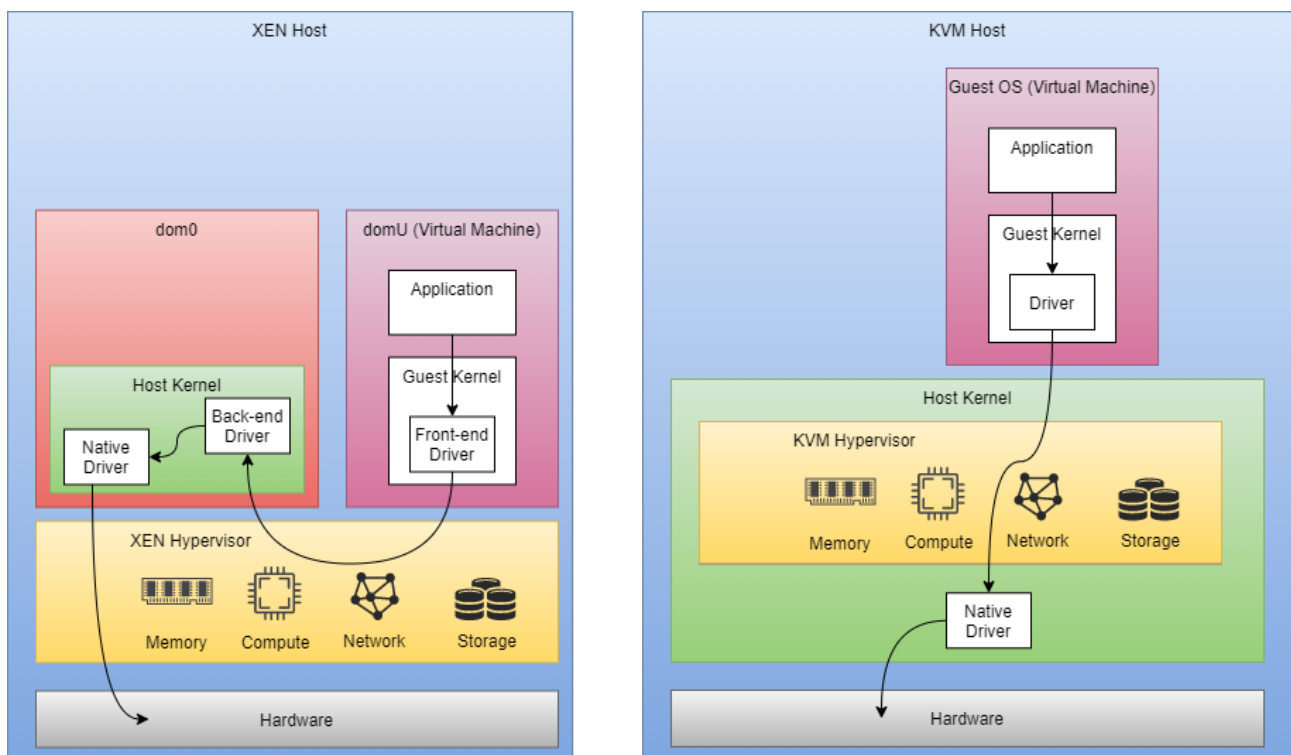 XEN Host
dom0
domU (Virtual Machine)
Application
Guest Kernel
Front-end
Driver
Host Kernel
Back-end
Driver
Native
Driver
XEN Hypervisor
Memory
Compute
Network
Storage
Hardware
KVM Host
Guest OS (Virtual Machine)
Application
Guest Kernel
Driver
Host Kernel
KVM Hypervisor
Memory
Compute
Network
Storage
Native
Driver
Hardware